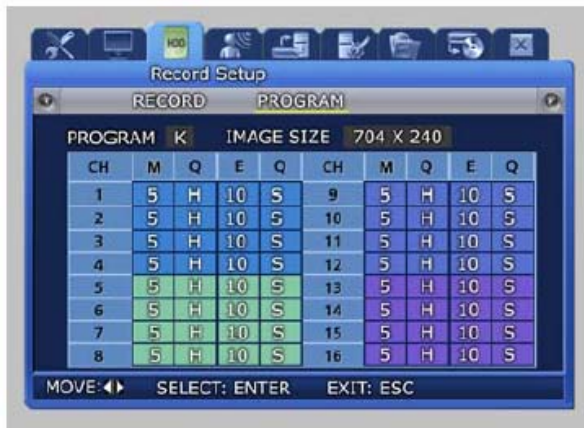 HDD
Record Setup
RECORD PROGRAM
PROGRAM K IMAGE SIZE 704 X 240
CH M Q E Q CH M Q E Q
1 5 H 10 S 9 5 H 10 S
2 5 H 10 S 10 5 H 10 S
3 5 H 10 S 11 5 H 10 S
4 5 H 10 S 12 5 H 10 S
5 5 H 10 S 13 5 H 10 S
6 5 H 10 S 14 5 H 10 S
7 5 H 10 S 15 5 H 10 S
8 5 H 10 S 16 5 H 10 S
MOVE: SELECT: ENTER EXIT: ESC